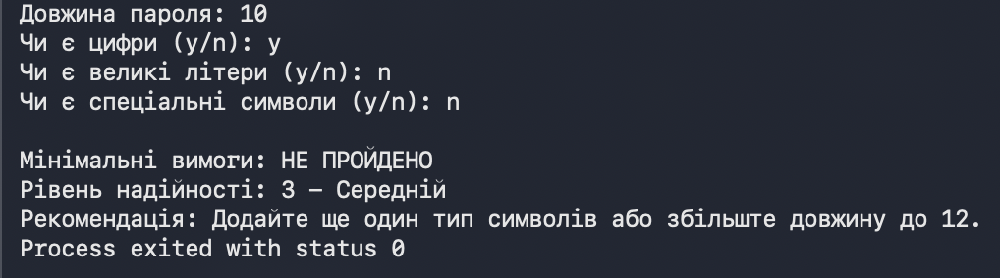 Довжина пароля: 10
Чи є цифри (y/n): y
Чи є великі літери (y/n): n
Чи є спеціальні символи (y/n): n
Мінімальні вимоги: НЕ ПРОЙДЕНО
Рівень надійності: 3 — Середній
Рекомендація: Додайте ще один тип символів або збільште довжину до 12.
Process exited with status 0